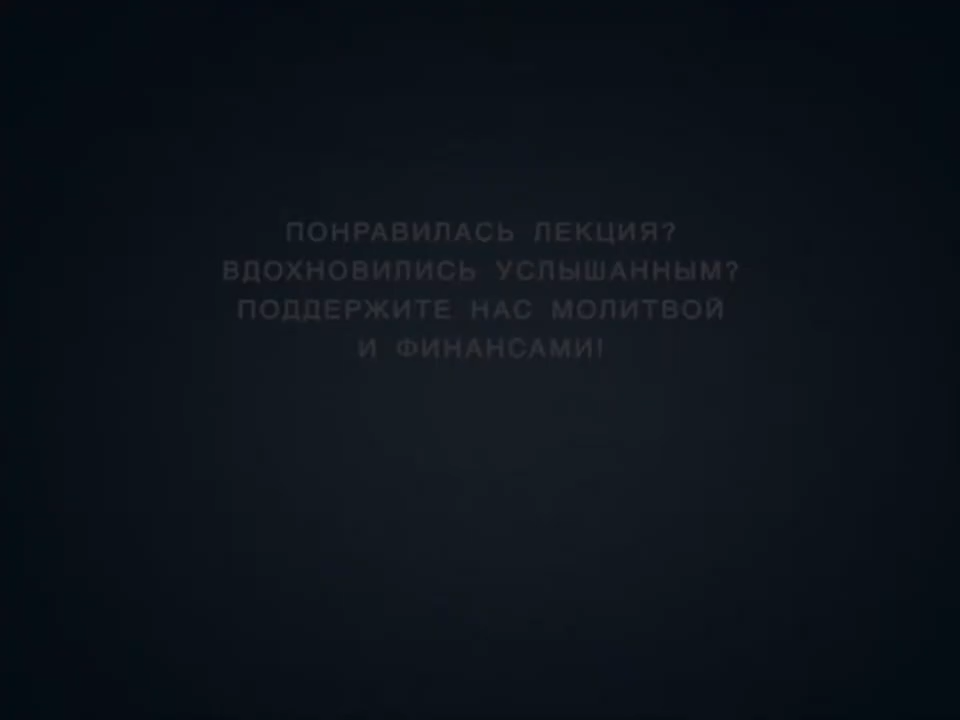 ПОНРАВИЛАСЬ ЛЕКЦИЯ?
ВДОХНОВИЛИСЬ УСЛЫШАННЫМ?
ПОДДЕРЖИТЕ НАС МОЛИТВОЙ
И ФИНАНСАМИ!